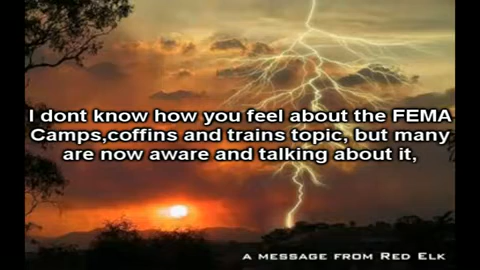 I dont know how you feel about the FEMA
Camps,coffins and trains topic, but many
are now aware and talking about it,
A MESSAGE FROM RED ELK